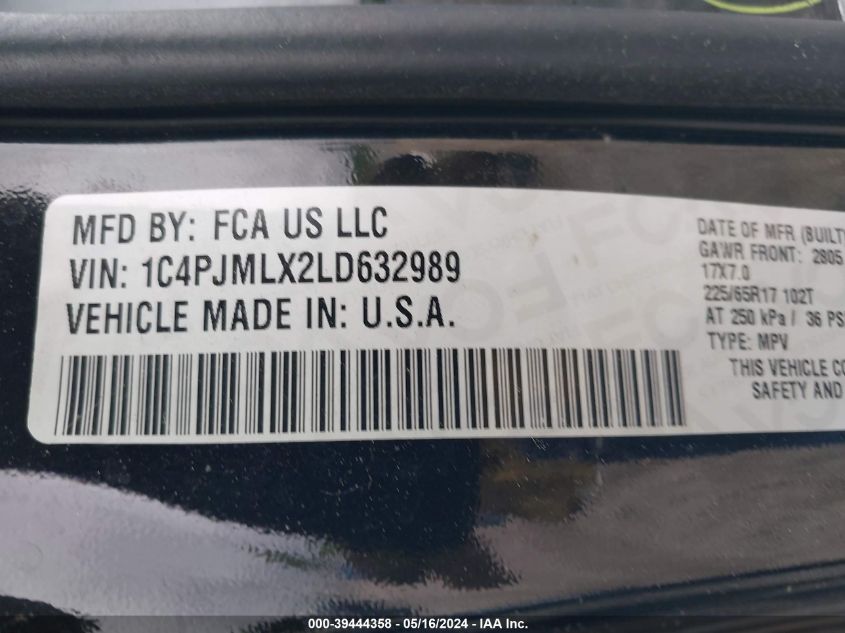 MFD BY: FCA US LLC
VIN: 1C4PJMLX2LD632989
VEHICLE MADE IN: U.S.A.
DATE OF MFR (BUILT
GAWR FRONT: 2805
17X7.0
225/65R17 102T
AT 250 kPa / 36 PS
TYPE: MPV
THIS VEHICLE CO
SAFETY AND
000-39444358 - 05/16/2024 - IAA Inc.